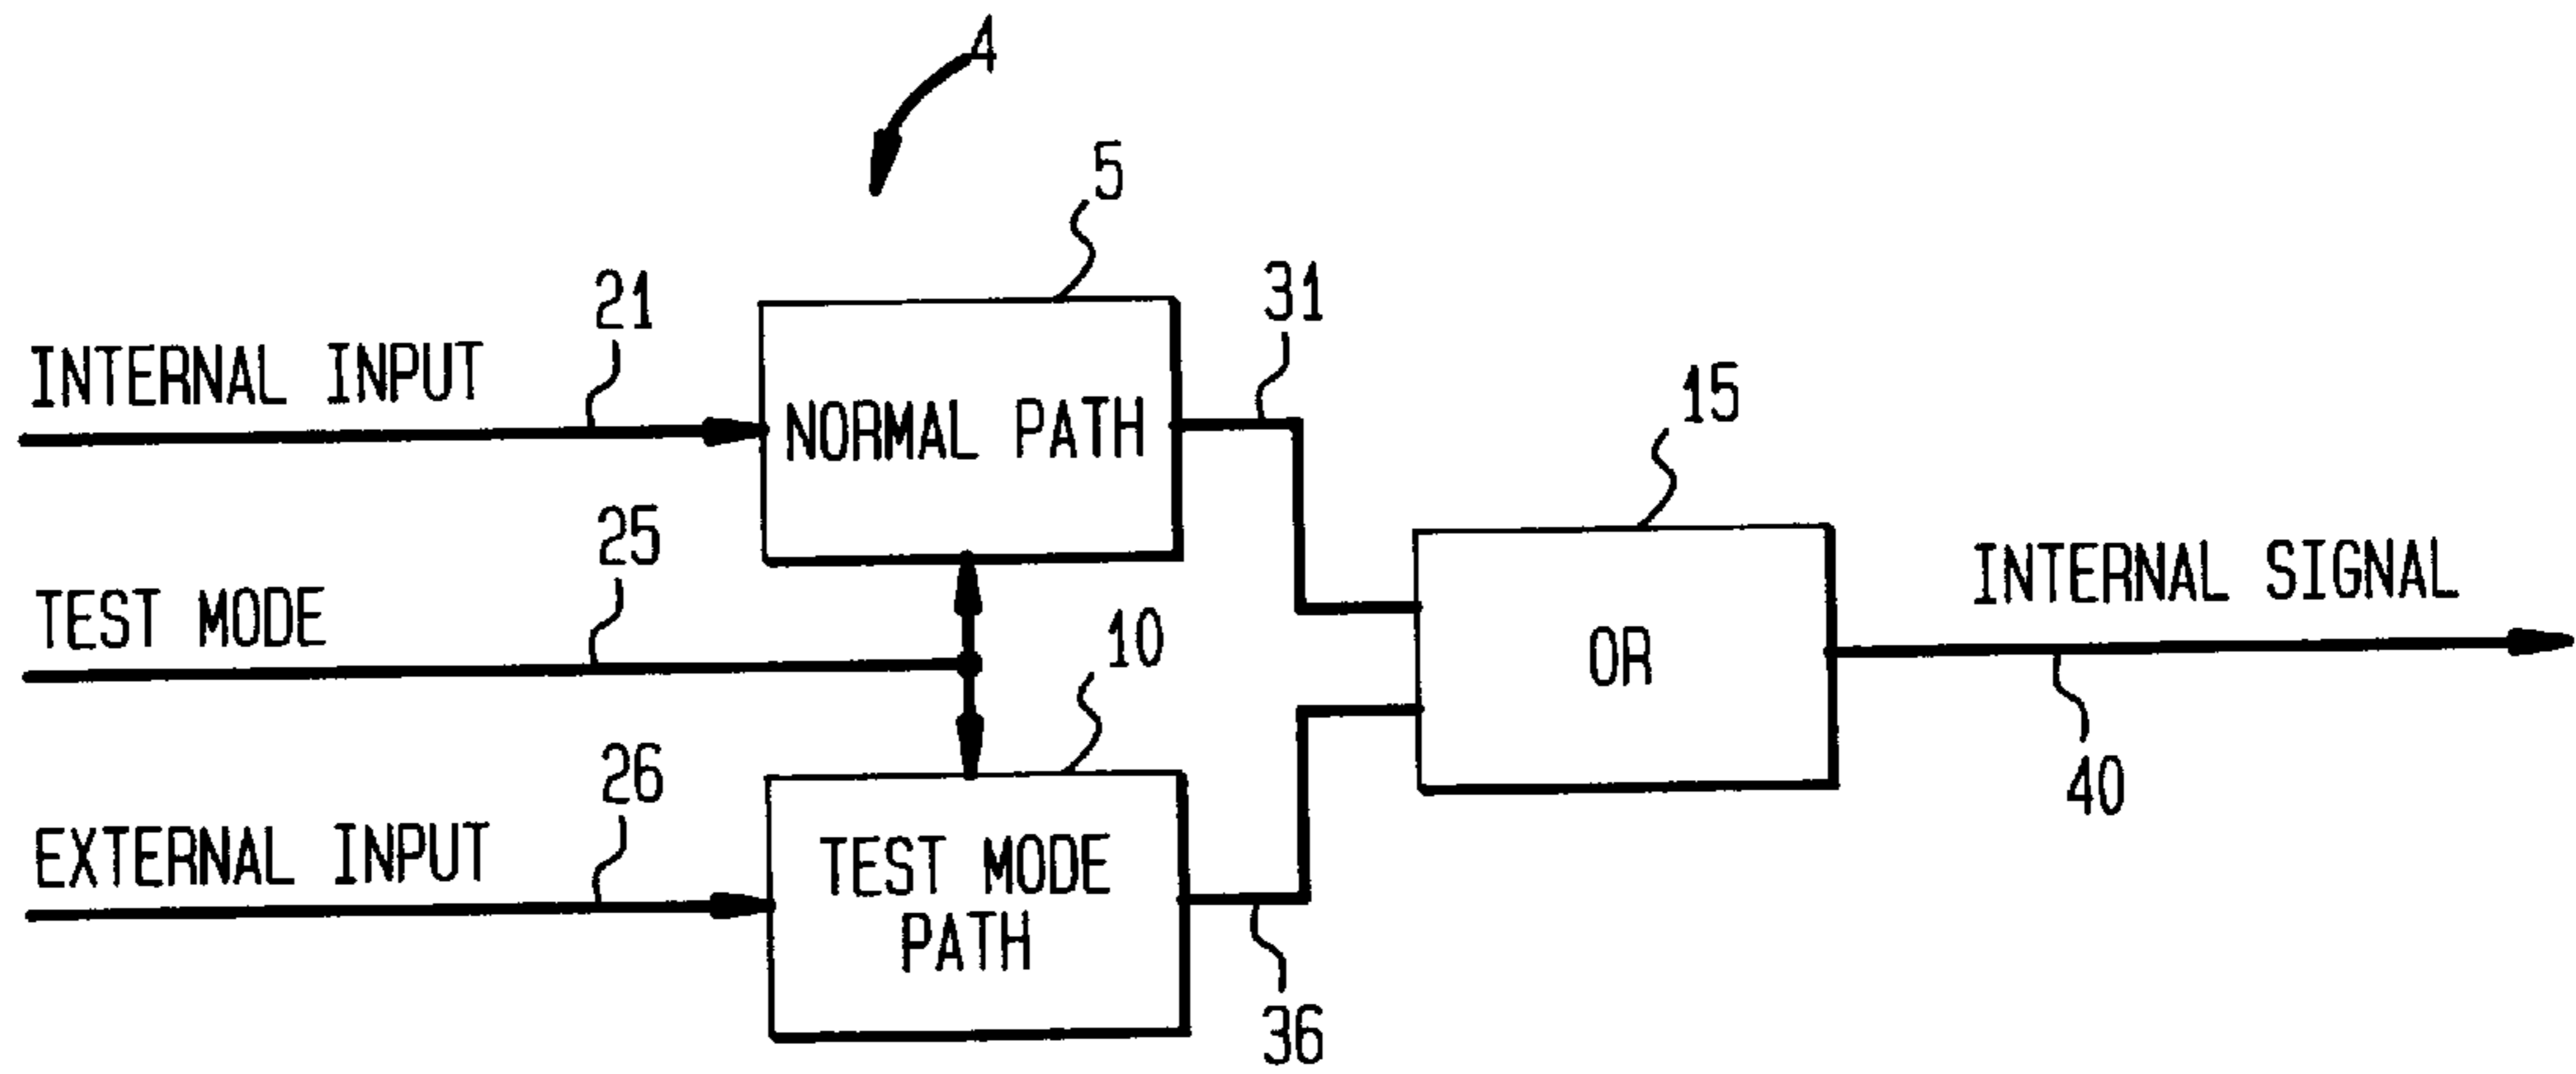 4
5
21
31
INTERNAL INPUT
NORMAL PATH
15
25
TEST MODE
10
OR
INTERNAL SIGNAL
40
26
EXTERNAL INPUT
TEST MODE
PATH
36